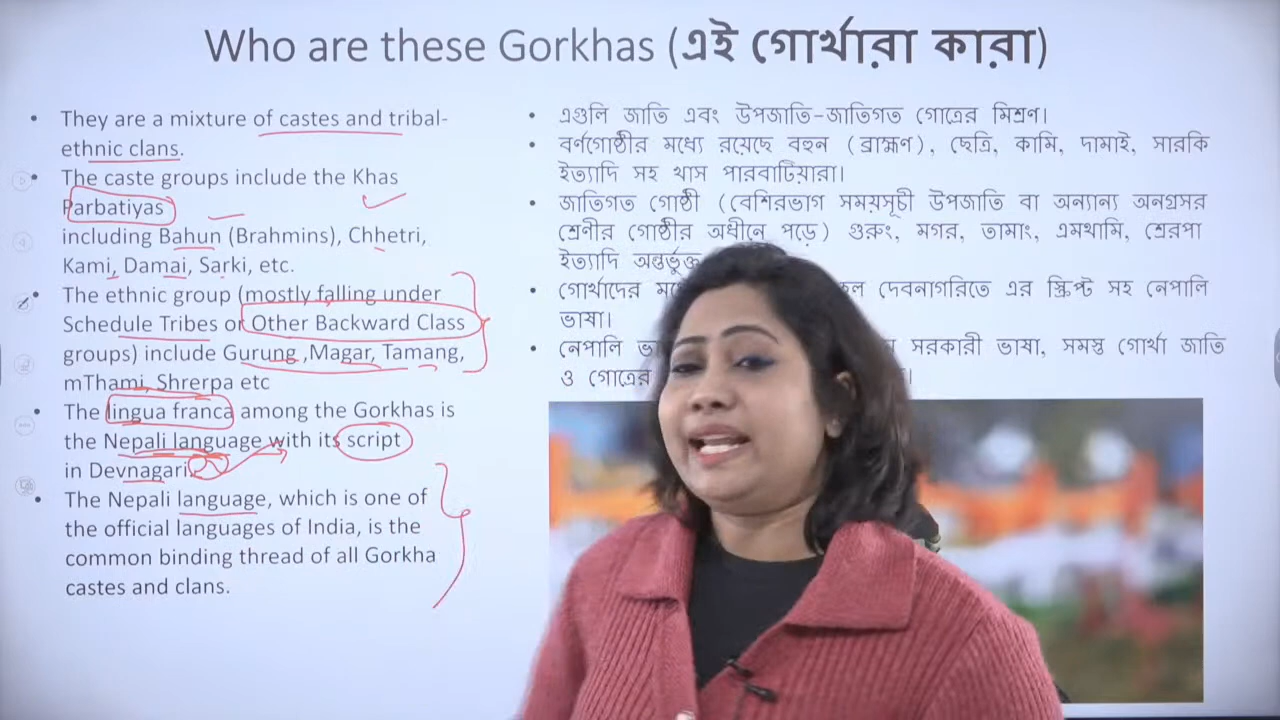 Who are these Gorkhas (এই গোর্খারা কারা)
• They are a mixture of castes and tribal-
ethnic clans.
• The caste groups include the Khas
Parbatiyas
including Bahun (Brahmins), Chhetri,
Kami, Damai, Sarki, etc.
• The ethnic group (mostly falling under
Schedule Tribes or Other Backward Class
groups) include Gurung ,Magar, Tamang,
mThami, Shrerpa etc
• The lingua franca among the Gorkhas is
the Nepali language with its script
in Devnagari.
• The Nepali language, which is one of
the official languages of India, is the
common binding thread of all Gorkha
castes and clans.
• এগুলি জাতি এবং উপজাতি-জাতিগত গোত্রের মিশ্রণ।
• বর্ণগোষ্ঠীর মধ্যে রয়েছে বহুন (ব্রাহ্মণ), ছেত্রি, কামি, দামাই, সারকি
ইত্যাদি সহ খাস পারবাটিয়ারা।
• জাতিগত গোষ্ঠী (বেশিরভাগ সময়সূচী উপজাতি বা অন্যান্য অনগ্রসর
শ্রেণীর গোষ্ঠীর অধীনে পড়ে) গুরুং, মগর, তামাং, এমথামি, শ্রেরপা
ইত্যাদি অন্তর্ভুক্ত
• গোর্খাদের দেবনাগরিতে এর স্ক্রিপ্ট সহ নেপালি
ভাষা।
• নেপালি সরকারী ভাষা, সমস্ত গোর্খা জাতি
ও গোত্রের